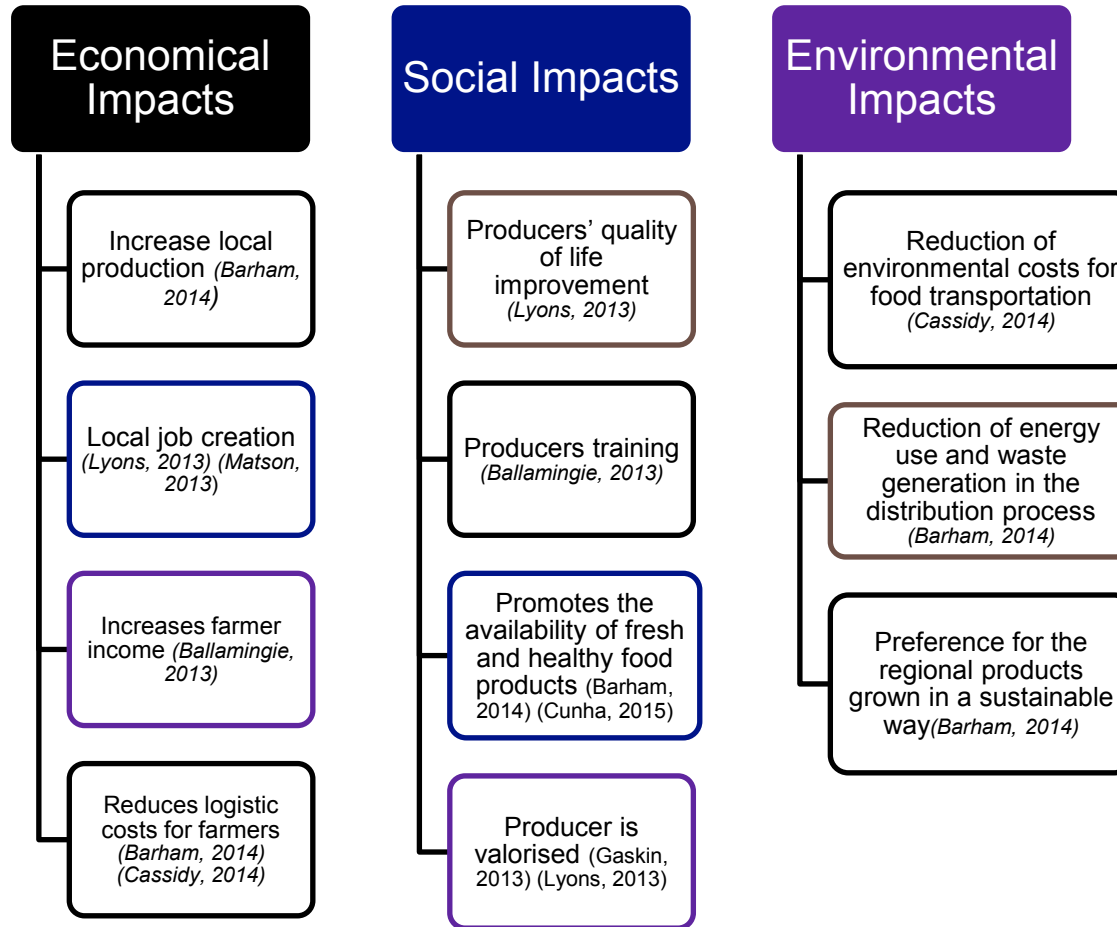 Economical
Impacts
Increase local
production (Barham,
2014)
Local job creation
(Lyons, 2013) (Matson,
2013)
Increases farmer
income (Ballamingie,
2013)
Reduces logistic
costs for farmers
(Barham, 2014)
(Cassidy, 2014)
Social Impacts
Producers’ quality
of life
improvement
(Lyons, 2013)
Producers training
(Ballamingie, 2013)
Promotes the
availability of fresh
and healthy food
products (Barham,
2014) (Cunha, 2015)
Producer is
valorised (Gaskin,
2013) (Lyons, 2013)
Environmental
Impacts
Reduction of
environmental costs for
food transportation
(Cassidy, 2014)
Reduction of energy
use and waste
generation in the
distribution process
(Barham, 2014)
Preference for the
regional products
grown in a sustainable
way(Barham, 2014)